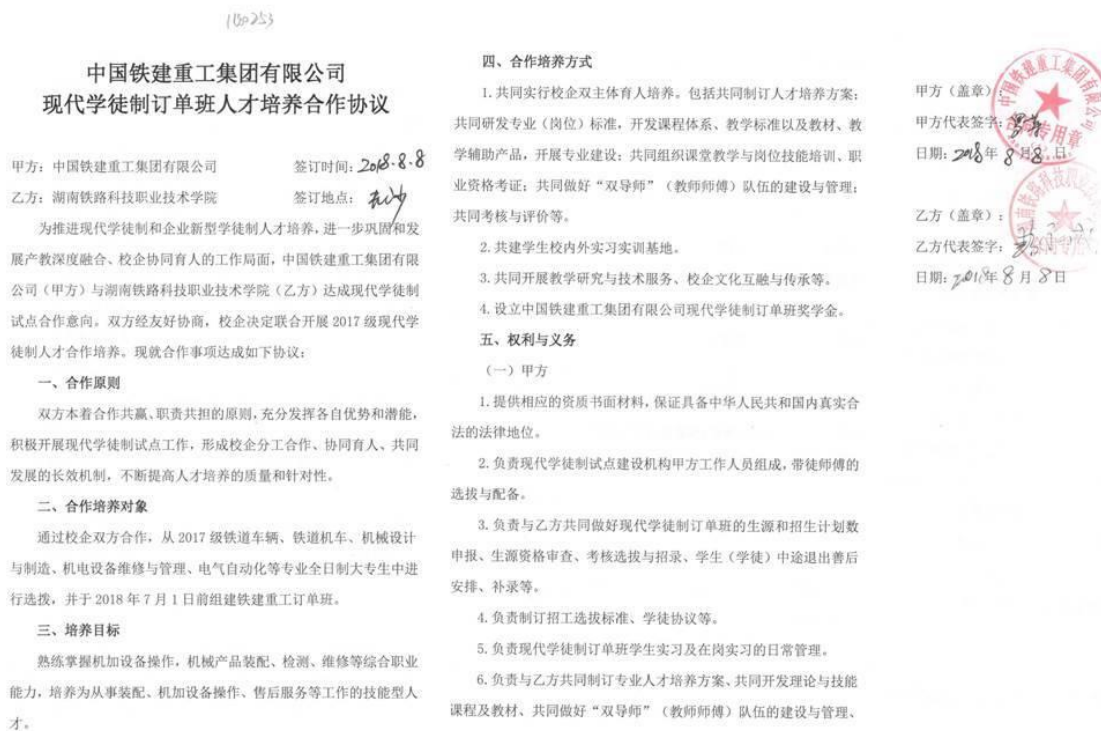 中国铁建重工集团有限公司
现代学徒制订单班人才培养合作协议
甲方：中国铁建重工集团有限公司 签订时间：2018.8.8
乙方：湖南铁路科技职业技术学院 签订地点：长沙
为推进现代学徒制和企业新型学徒制人才培养，进一步巩固和发
展产教深度融合、校企协同育人的工作局面，中国铁建重工集团有限
公司（甲方）与湖南铁路科技职业技术学院（乙方）达成现代学徒制
试点合作意向。双方经友好协商，校企决定联合开展 2017 级现代学
徒制人才合作培养。现就合作事项达成如下协议：
一、合作原则
双方本着合作共赢、职责共担的原则，充分发挥各自优势和潜能，
积极开展现代学徒制试点工作，形成校企分工合作、协同育人、共同
发展的长效机制，不断提高人才培养的质量和针对性。
二、合作培养对象
通过校企双方合作，从 2017 级铁道车辆、铁道机车、机械设计
与制造、机电设备维修与管理、电气自动化等专业全日制大专生中进
行选拨，并于 2018 年 7 月 1 日前组建铁建重工订单班。
三、培养目标
熟练掌握机加设备操作，机械产品装配、检测、维修等综合职业
能力，培养为从事装配、机加设备操作、售后服务等工作的技能型人
才。
四、合作培养方式
1.共同实行校企双主体育人培养。包括共同制订人才培养方案；
共同研发专业（岗位）标准，开发课程体系、教学标准以及教材、教
学辅助产品，开展专业建设；共同组织课堂教学与岗位技能培训、职
业资格考证；共同做好“双导师”（教师师傅）队伍的建设与管理；
共同考核与评价等。
2.共建学生校内外实习实训基地。
3.共同开展教学研究与技术服务、校企文化互融与传承等。
4.设立中国铁建重工集团有限公司现代学徒制订单班奖学金。
五、权利与义务
（一）甲方
1.提供相应的资质书面材料，保证具备中华人民共和国内真实合
法的法律地位。
2.负责现代学徒制试点建设机构甲方工作人员组成，带徒师傅的
选拔与配备。
3.负责与乙方共同做好现代学徒制订单班的生源和招生计划数
申报、生源资格审查、考核选拔与招录、学生（学徒）中途退出善后
安排、补录等。
4.负责制订招工选拔标准、学徒协议等。
5.负责现代学徒制订单班学生实习及在岗实习的日常管理。
6.负责与乙方共同制订专业人才培养方案、共同开发理论与技能
课程及教材、共同做好“双导师”（教师师傅）队伍的建设与管理、
甲方（盖章）：
甲方代表签字：
日期：2018年 8月8日
中国铁建重工集团有限公司
合同专用章
乙方（盖章）：
乙方代表签字：
日期：2018年 8 月 8日